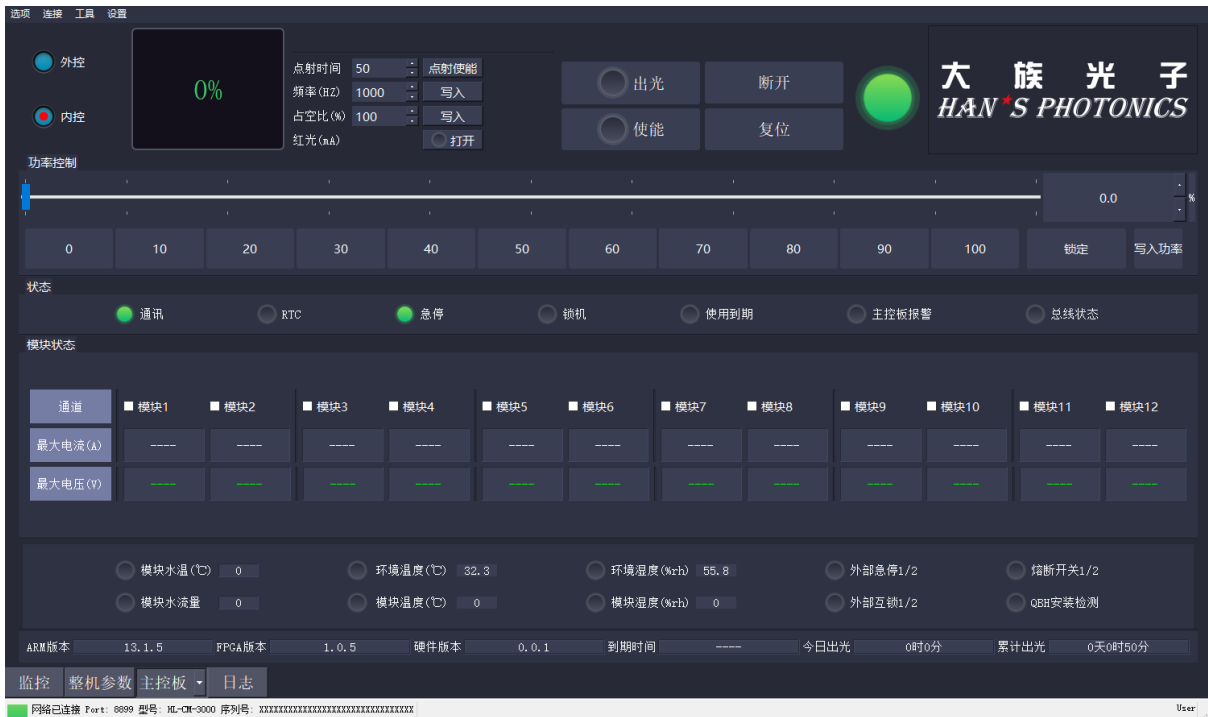 选项 连接 工具 设置
外控
内控
0%
点射时间 50 点射使能
频率(HZ) 1000 写入
占空比(%) 100 写入
红光(mA) 打开
出光 断开
使能 复位
大族光子
HAN*S PHOTONICS
功率控制
0.0 %
0 10 20 30 40 50 60 70 80 90 100 锁定 写入功率
状态
通讯 RTC 急停 锁机 使用到期 主控板报警 总线状态
模块状态
通道 模块1 模块2 模块3 模块4 模块5 模块6 模块7 模块8 模块9 模块10 模块11 模块12
最大电流(A) ---- ---- ---- ---- ---- ---- ---- ---- ---- ---- ---- ----
最大电压(V) ---- ---- ---- ---- ---- ---- ---- ---- ---- ---- ---- ----
模块水温(℃) 0 环境温度(℃) 32.3 环境湿度(%rh) 55.8 外部急停1/2 熔断开关1/2
模块水流量 0 模块温度(℃) 0 模块湿度(%rh) 0 外部互锁1/2 QBH安装检测
ARM版本 13.1.5 FPGA版本 1.0.5 硬件版本 0.0.1 到期时间 ---- 今日出光 0时0分 累计出光 0天0时50分
监控 整机参数 主控板 日志
网络已连接 Port: 8899 型号: HL-CM-3000 序列号: XXXXXXXXXXXXXXXXXXXXXXXXXXXXXXXXXXXX User